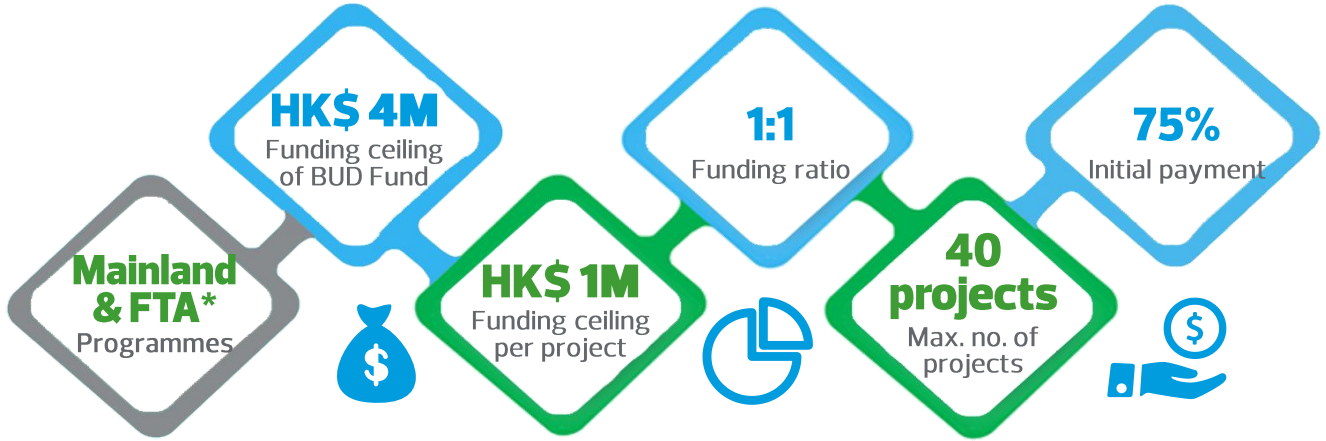 Mainland
& FTA*
Programmes
HK$ 4M
Funding ceiling
of BUD Fund
$
HK$ 1M
Funding ceiling
per project
1:1
Funding ratio
40
projects
Max. no. of
projects
75%
Initial payment
$